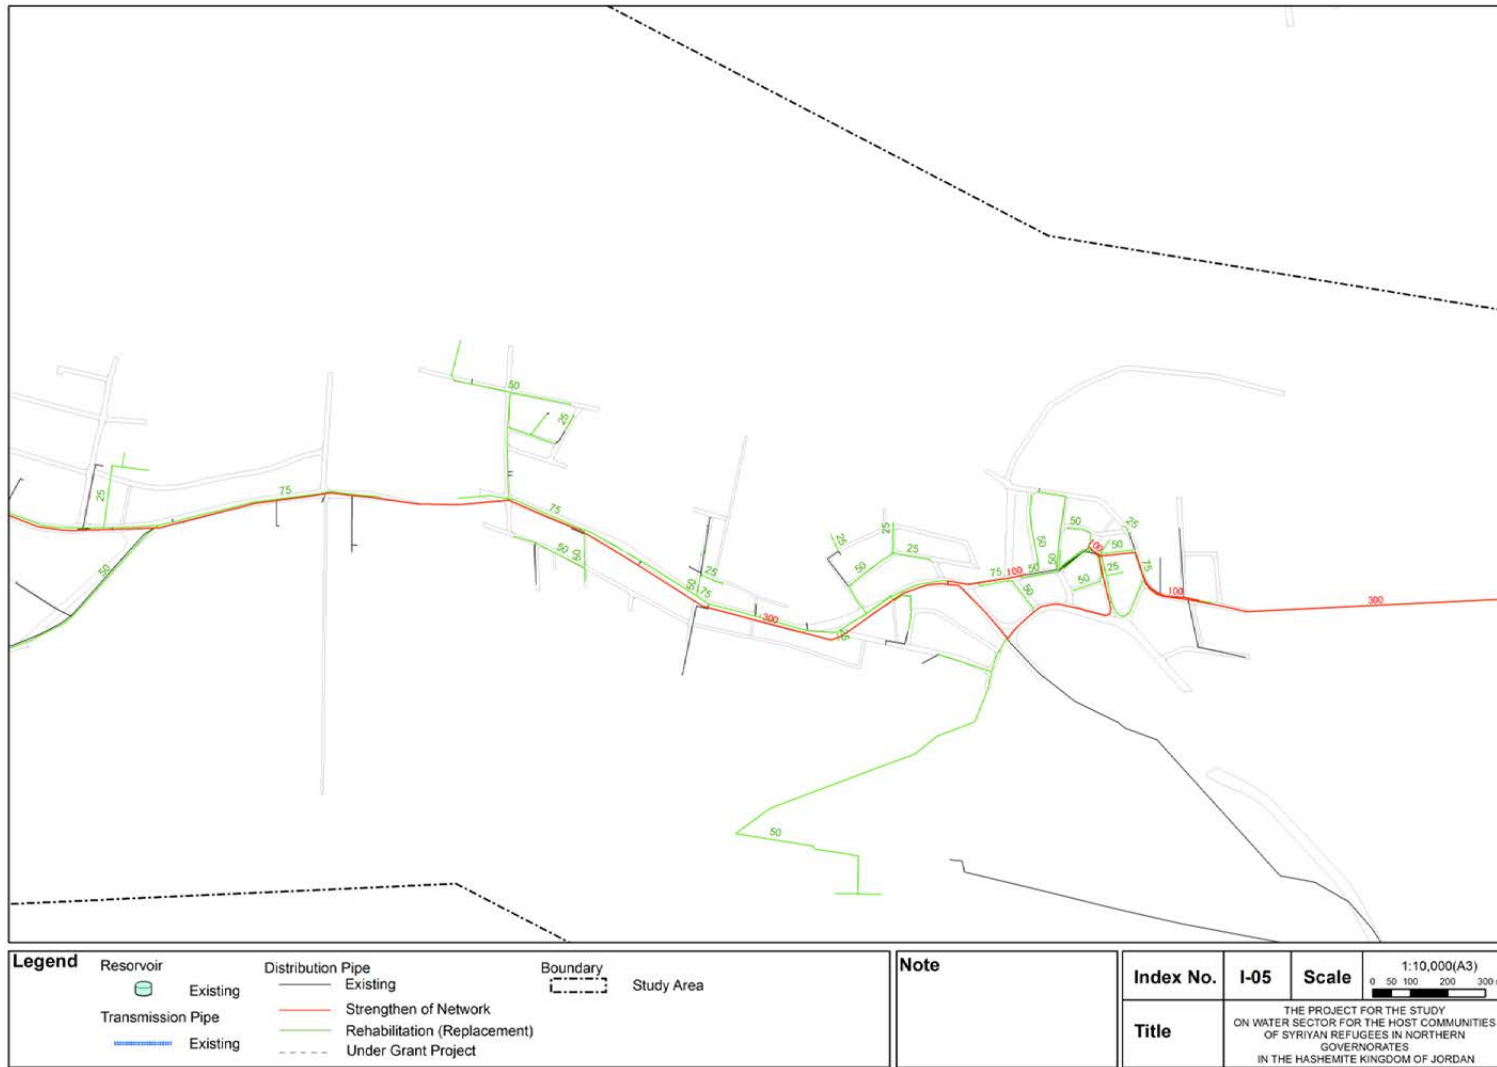 50
25
25
75
75
50
50
50
50
25
25
25
75
25
300
75
50
50
50
50
25
100
50
75
100
50
50
25
75
50
100
300
50
50
Legend
Resorvoir
Existing
Transmission Pipe
Existing
Distribution Pipe
Existing
Strengthen of Network
Rehabilitation (Replacement)
Under Grant Project
Boundary
Study Area
Note
Index No.
I-05
Scale
1:10,000(A3)
0 50 100 200 300
Title
THE PROJECT FOR THE STUDY
ON WATER SECTOR FOR THE HOST COMMUNITIES
OF SYRIYAN REFUGEES IN NORTHERN
GOVERNORATES
IN THE HASHEMITE KINGDOM OF JORDAN